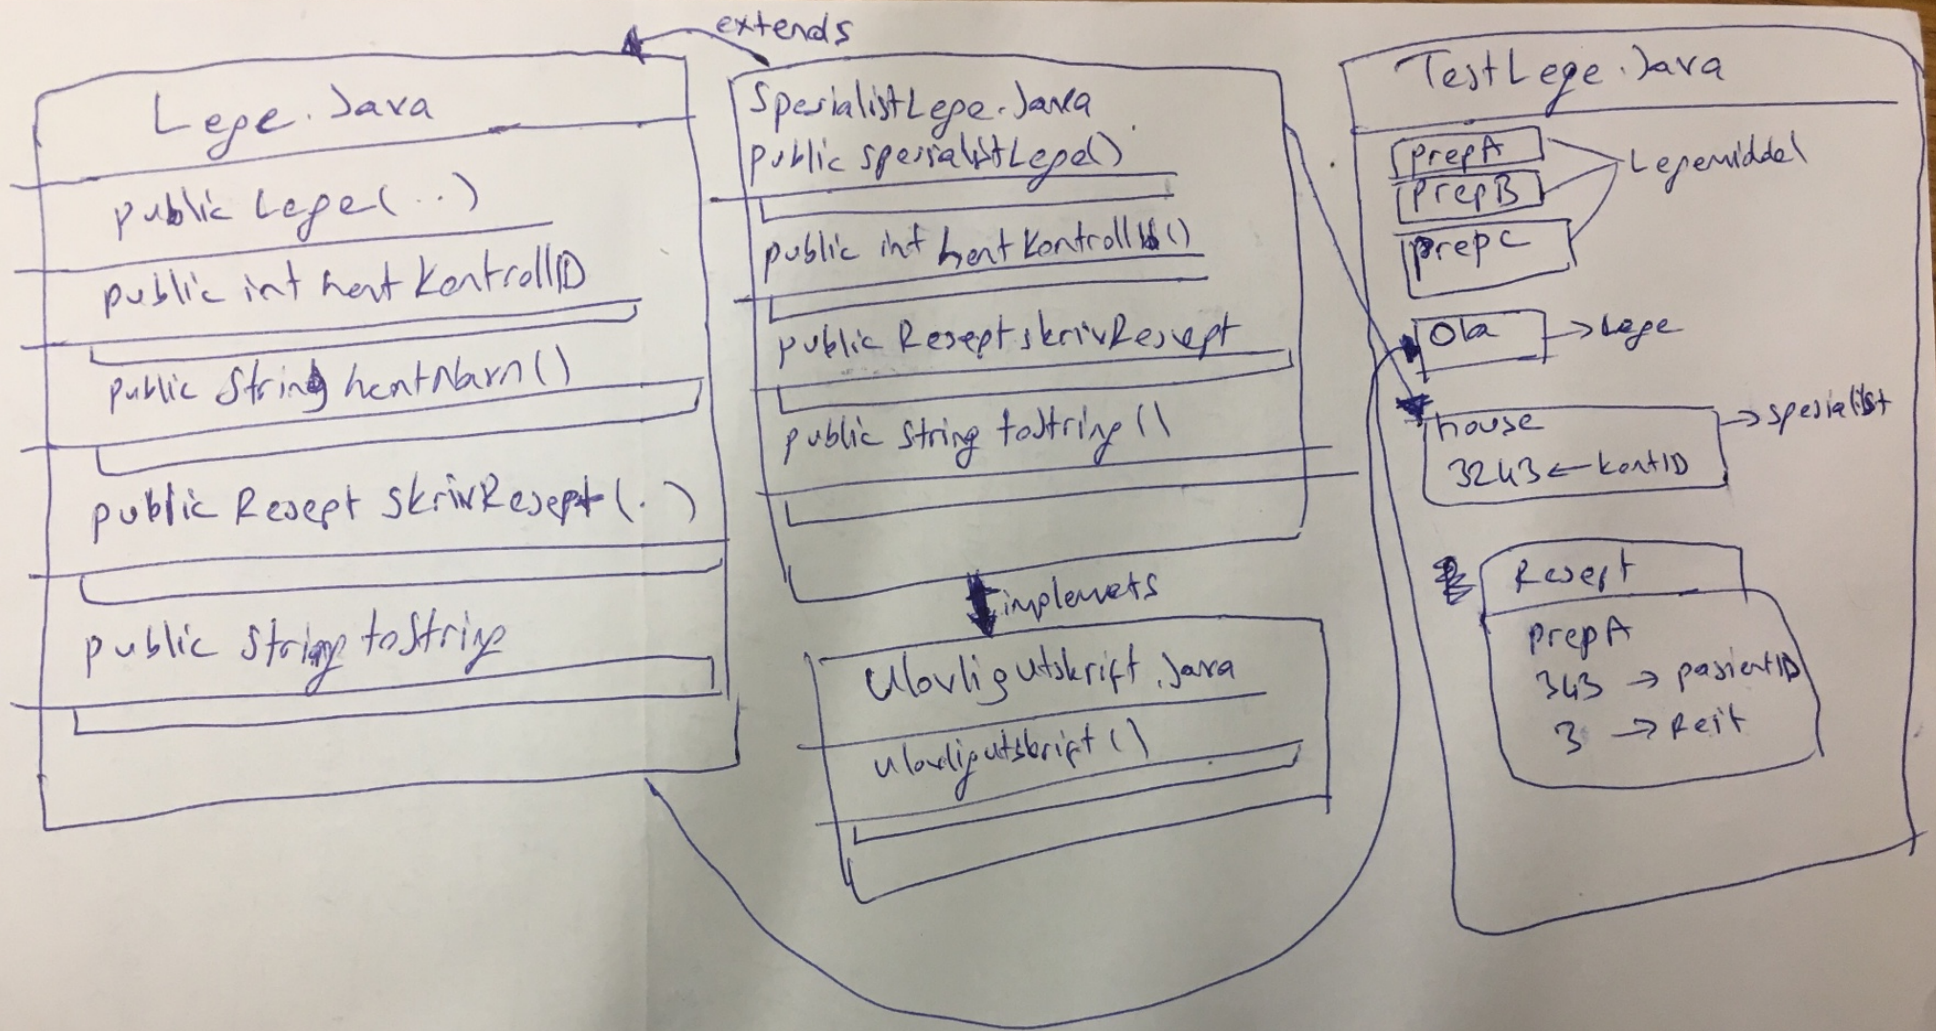 extends
Lege.Java
public Lege(..)
public int hentKontrollID
public String hentNavn()
public Resept skrivResept(.)
public String toString
SpesialistLege.Java
public spesialistLege()
public int hentKontrollID()
public Resept skrivResept
public String toString()
implemets
Ulovligutskrift.Java
ulovligutskrift()
TestLege.Java
prepA
prepB
prepC
Legemiddel
Ola → Lege
house → spesialist
3243 ← kontID
Resept
prepA
343 → pasientID
3 → Reit